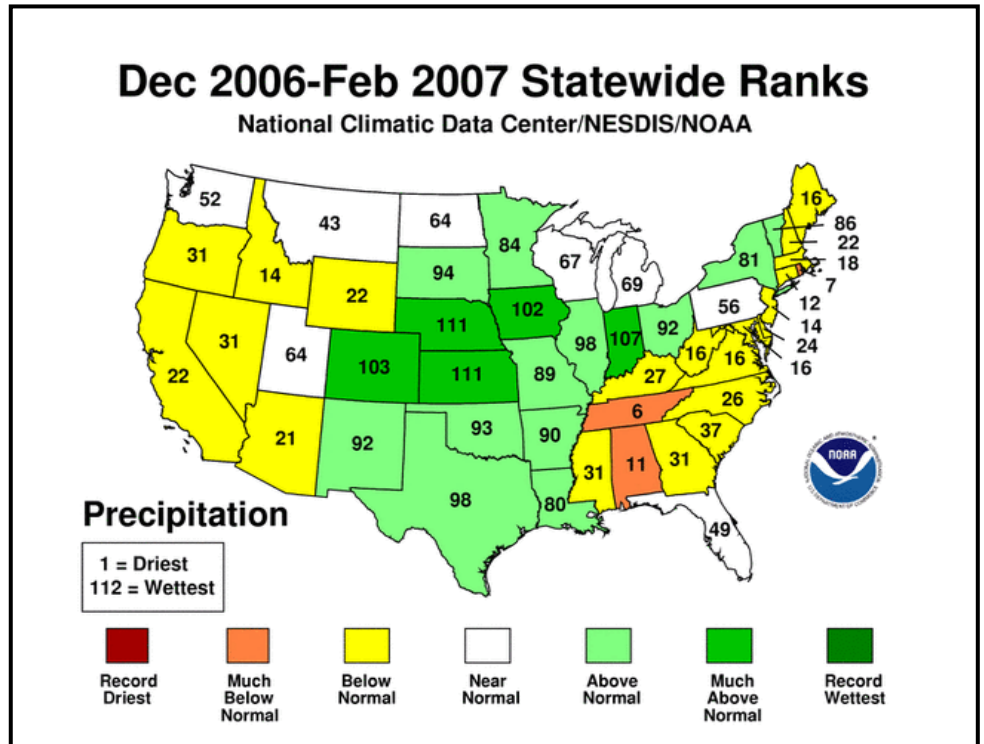 Dec 2006-Feb 2007 Statewide Ranks
National Climatic Data Center/NESDIS/NOAA
16
52
86
43
64
22
84
81
18
31
67
94
7
14
69
22
12
56
102
111
14
92
31
107
64
98
24
16
103
16
111
89
16
22
27
26
6
93
37
21
92
90
31
11
31
NOAA
98
80
Precipitation
49
1 = Driest
112 = Wettest
Record
Driest
Much
Below
Normal
Below
Normal
Near
Normal
Above
Normal
Much
Above
Normal
Record
Wettest